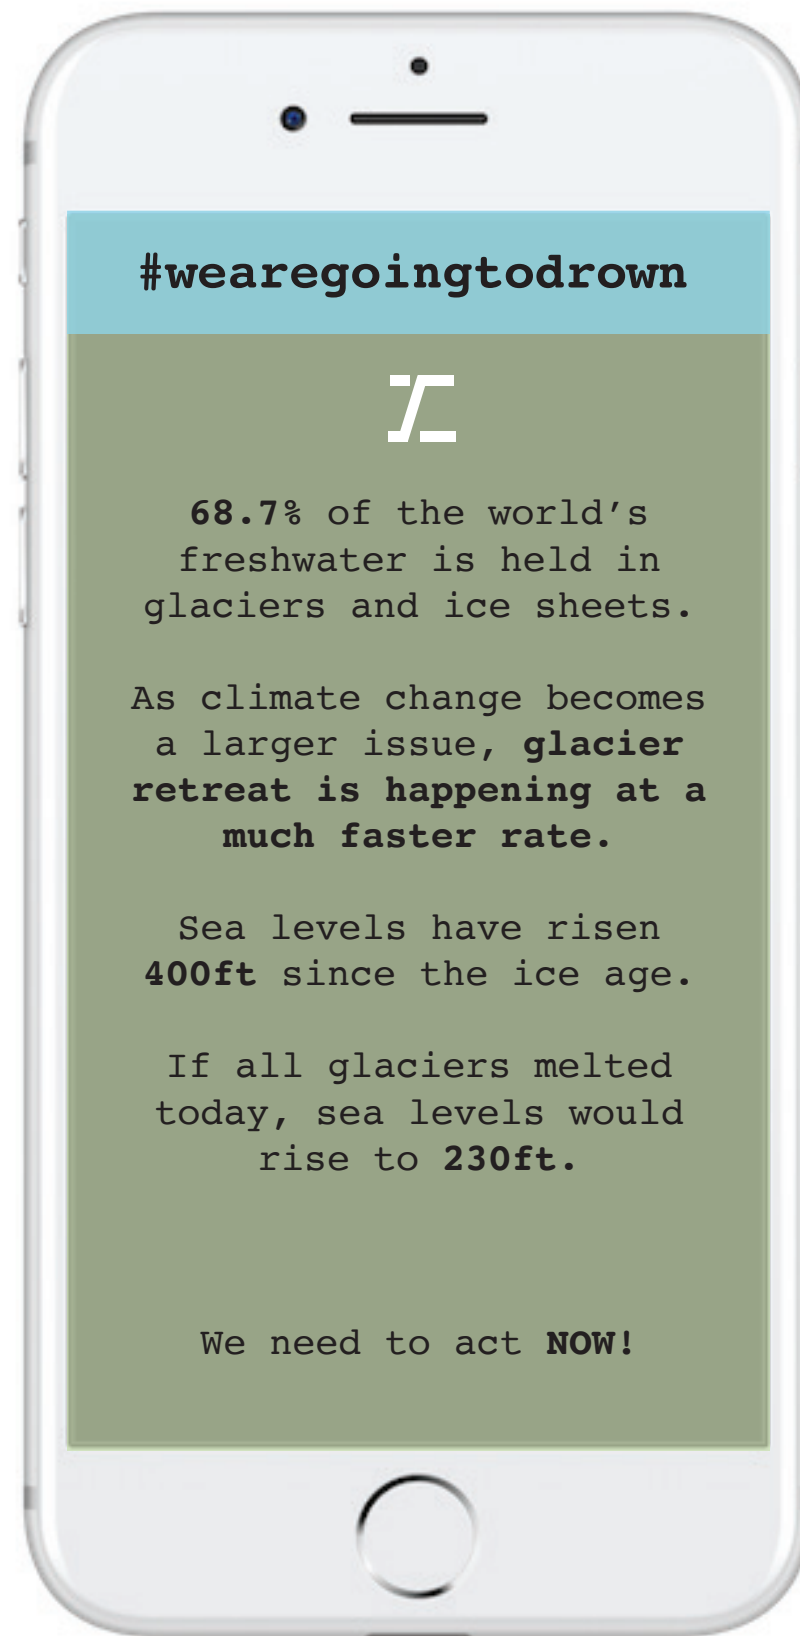 #wearegoingtodrown
68.7% of the world’s
freshwater is held in
glaciers and ice sheets.
As climate change becomes
a larger issue, glacier
retreat is happening at a
much faster rate.
Sea levels have risen
400ft since the ice age.
If all glaciers melted
today, sea levels would
rise to 230ft.
We need to act NOW!